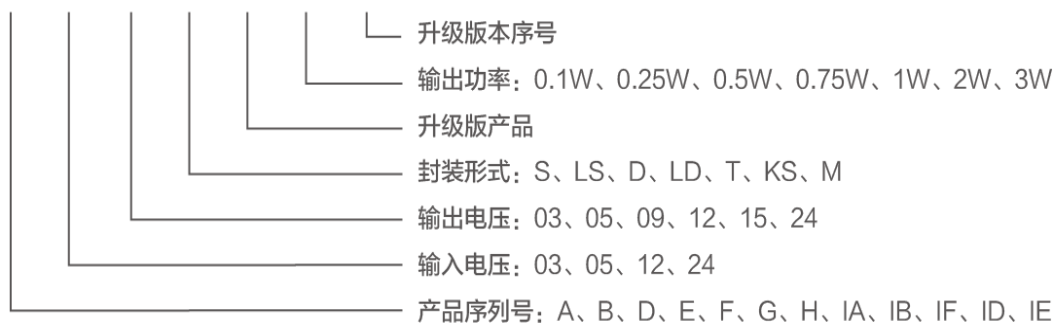 升级版本序号
输出功率：0.1W、0.25W、0.5W、0.75W、1W、2W、3W
升级版产品
封装形式：S、LS、D、LD、T、KS、M
输出电压：03、05、09、12、15、24
输入电压：03、05、12、24
产品序列号：A、B、D、E、F、G、H、IA、IB、IF、ID、IE